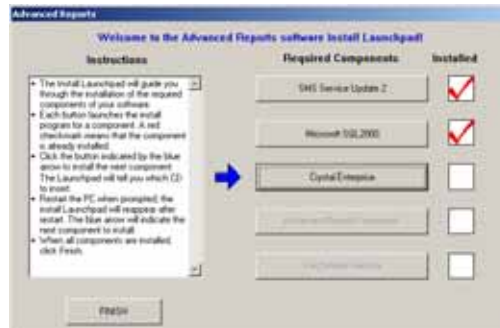 Advanced Reports
Welcome to the Advanced Reports software Install Launchpad!
Instructions
Required Components
Installed
• The Install Launchpad will guide you
through the installation of the required
components of your software.
• Each button launches the install
program for a component. A red
checkmark means that the component
is already installed.
• Click the button indicated by the blue
arrow to install the next component.
The Launchpad will tell you which CD
to insert.
• Restart the PC when prompted; the
install Launchpad will reappear after
restart. The blue arrow will indicate the
next component to install.
• When all components are installed,
click Finish.
SMS Service Update 2
Microsoft SQL2000
Crystal Enterprise
FINISH